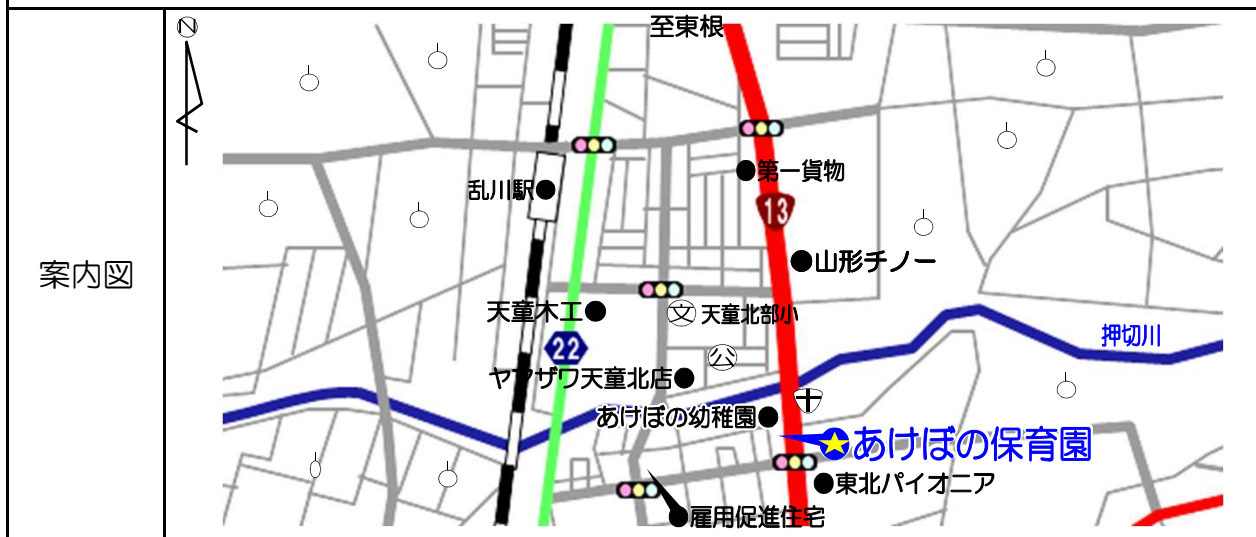 案内図
N
至東根
第一貨物
乱川駅
13
山形チノー
天童木工
文
天童北部小
押切川
22
公
ヤマザワ天童北店
あけぼの幼稚園
あけぼの保育園
東北パイオニア
雇用促進住宅